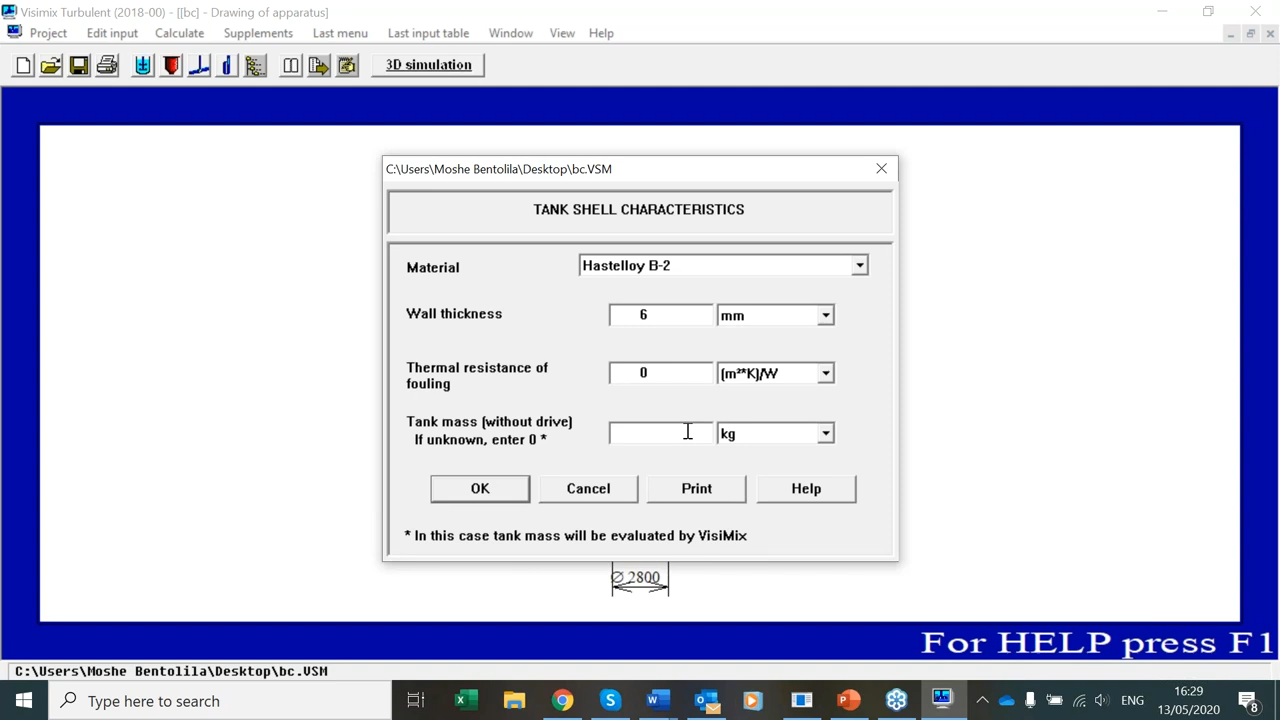 Visimix Turbulent (2018-00) - [[bc] - Drawing of apparatus]
Project Edit input Calculate Supplements Last menu Last input table Window View Help
3D simulation
C:\Users\Moshe Bentolila\Desktop\bc.VSM
TANK SHELL CHARACTERISTICS
Material Hastelloy B-2
Wall thickness 6 mm
Thermal resistance of
fouling 0 (m²*K)/W
Tank mass (without drive)
If unknown, enter 0 * kg
OK Cancel Print Help
* In this case tank mass will be evaluated by VisiMix
∅ 2800
For HELP press F1
C:\Users\Moshe Bentolila\Desktop\bc.VSM
Type here to search
ENG
16:29
13/05/2020
8